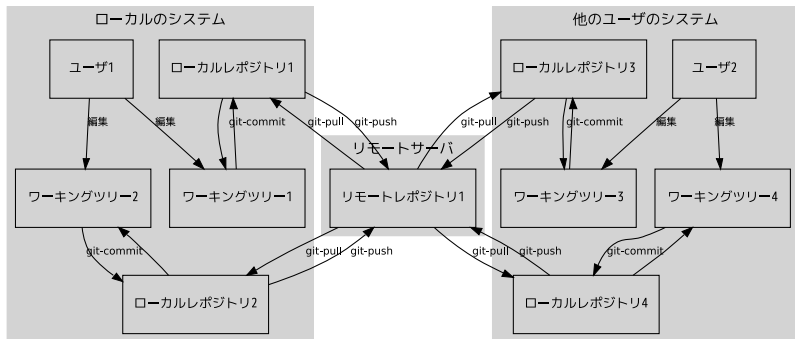 ローカルのシステム
他のユーザのシステム
ユーザ1
ローカルレポジトリ1
ローカルレポジトリ3
ユーザ2
編集
編集
git-commit
git-pull
git-push
git-pull
git-push
git-commit
編集
編集
リモートサーバ
ワーキングツリー2
ワーキングツリー1
リモートレポジトリ1
ワーキングツリー3
ワーキングツリー4
git-commit
git-pull
git-push
git-pull
git-push
git-commit
ローカルレポジトリ2
ローカルレポジトリ4